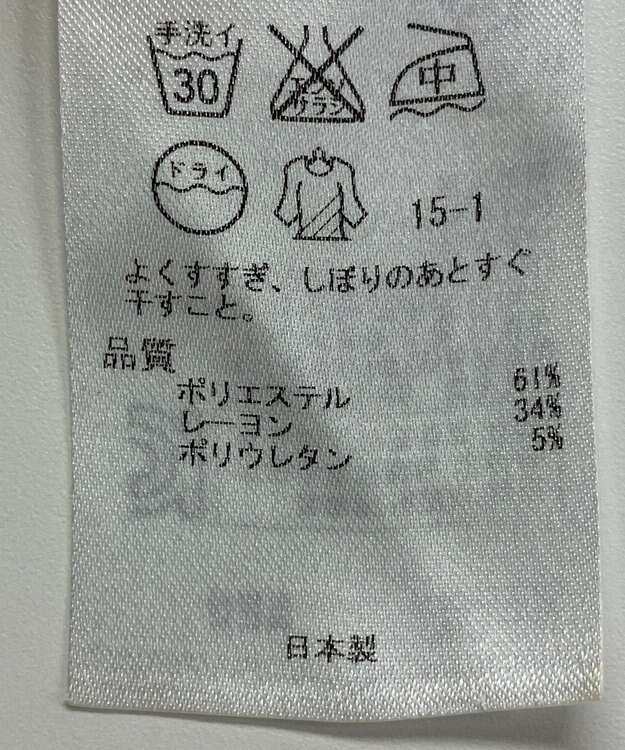 手洗イ
30
エンソ
サラシ
中
ドライ
15-1
よくすすぎ、しぼりのあとすぐ
干すこと。
品質
ポリエステル 61%
レーヨン 34%
ポリウレタン 5%
日本製